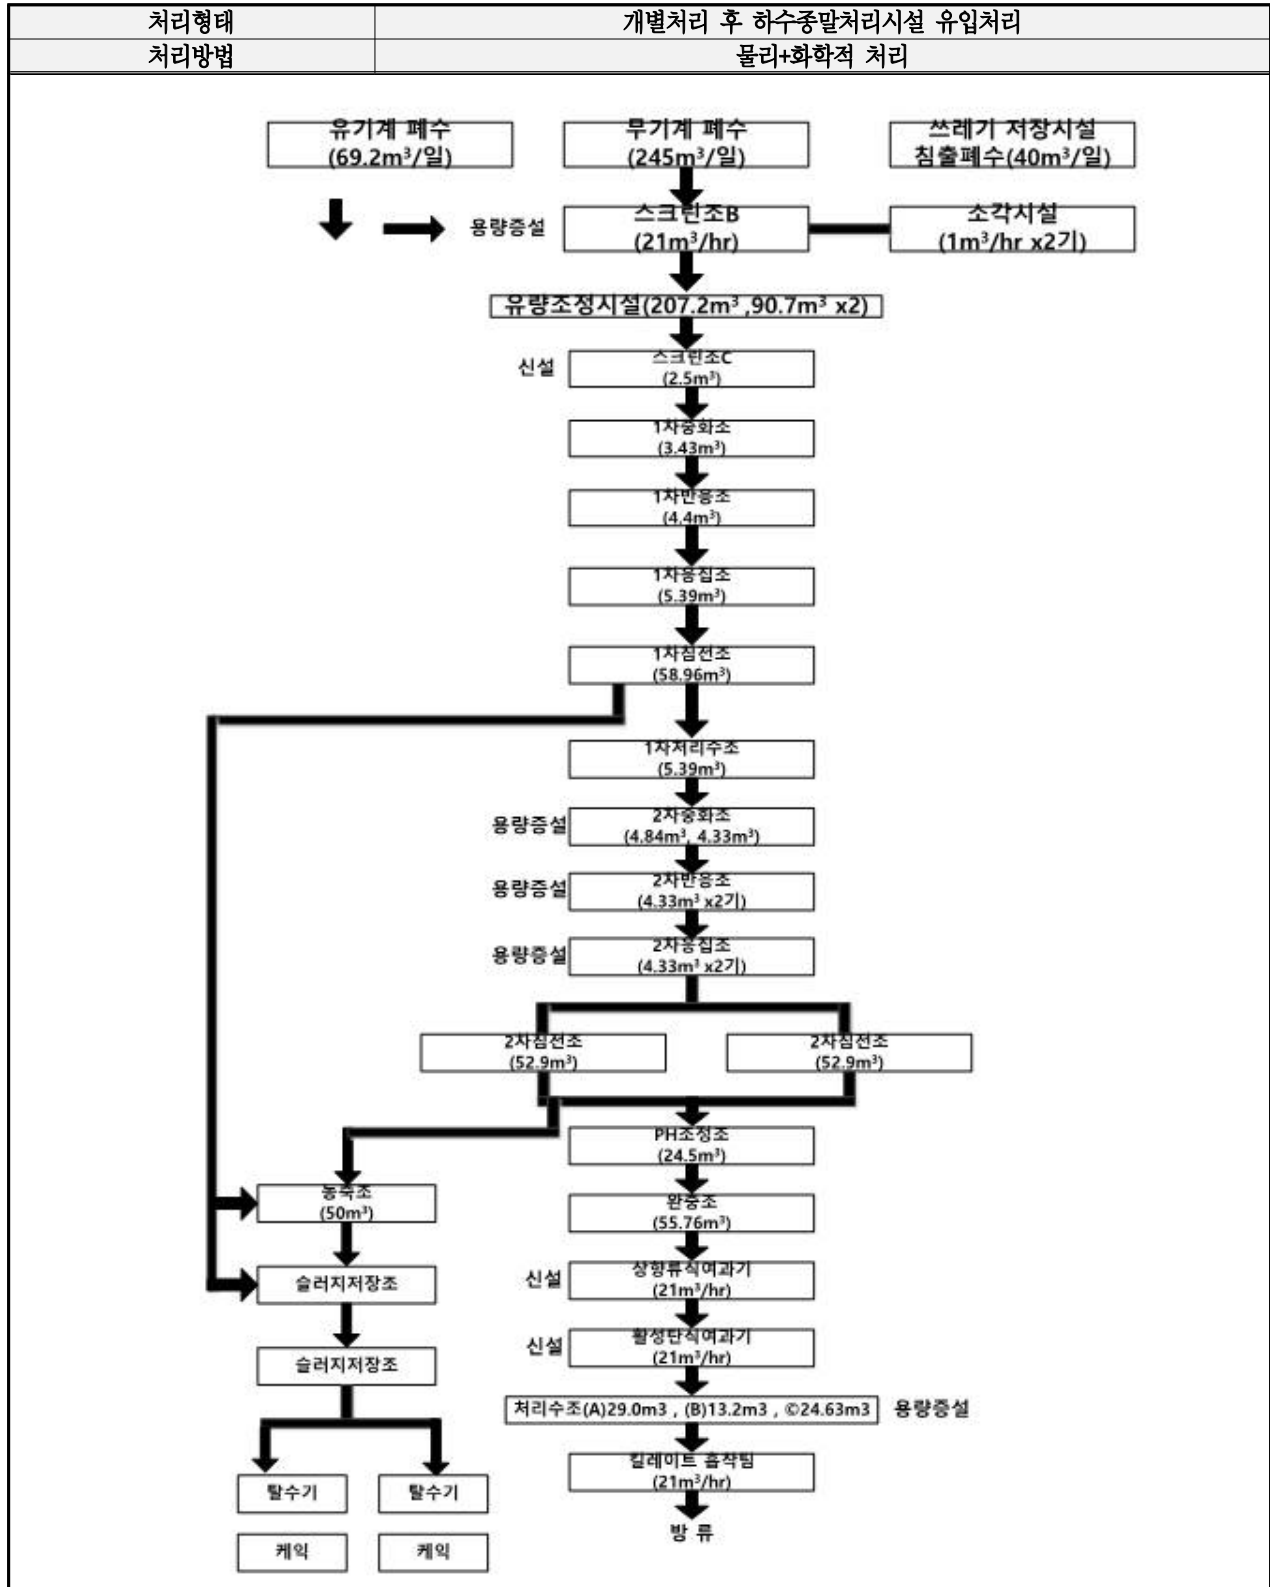 처리형태 개별처리 후 하수종말처리시설 유입처리
처리방법 물리+화학적 처리
유기계 폐수 무기계 폐수 쓰레기 저장시설
(69.2m³/일) (245m³/일) 침출폐수(40m³/일)
용량증설 스크린조B 소각시설
(21m³/hr) (1m³/hr x2기)
유량조정시설(207.2m³ ,90.7m³ x2)
신설 스크린조C
(2.5m³)
1차중화조
(3.43m³)
1차반응조
(4.4m³)
1차응집조
(5.39m³)
1차침전조
(58.96m³)
1차처리수조
(5.39m³)
용량증설 2차중화조
(4.84m³, 4.33m³)
용량증설 2차반응조
(4.33m³ x2기)
용량증설 2차응집조
(4.33m³ x2기)
2차침전조 2차침전조
(52.9m³) (52.9m³)
PH조정조
(24.5m³)
농축조
(50m³)
완중조
(55.76m³)
슬러지저장조
신설 상향류식여과기
(21m³/hr)
슬러지저장조
신설 활성탄식여과기
(21m³/hr)
처리수조(A)29.0m3 , (B)13.2m3 , ©24.63m3 용량증설
킬레이트 흡착팁
(21m³/hr)
탈수기 탈수기
방 류
케익 케익